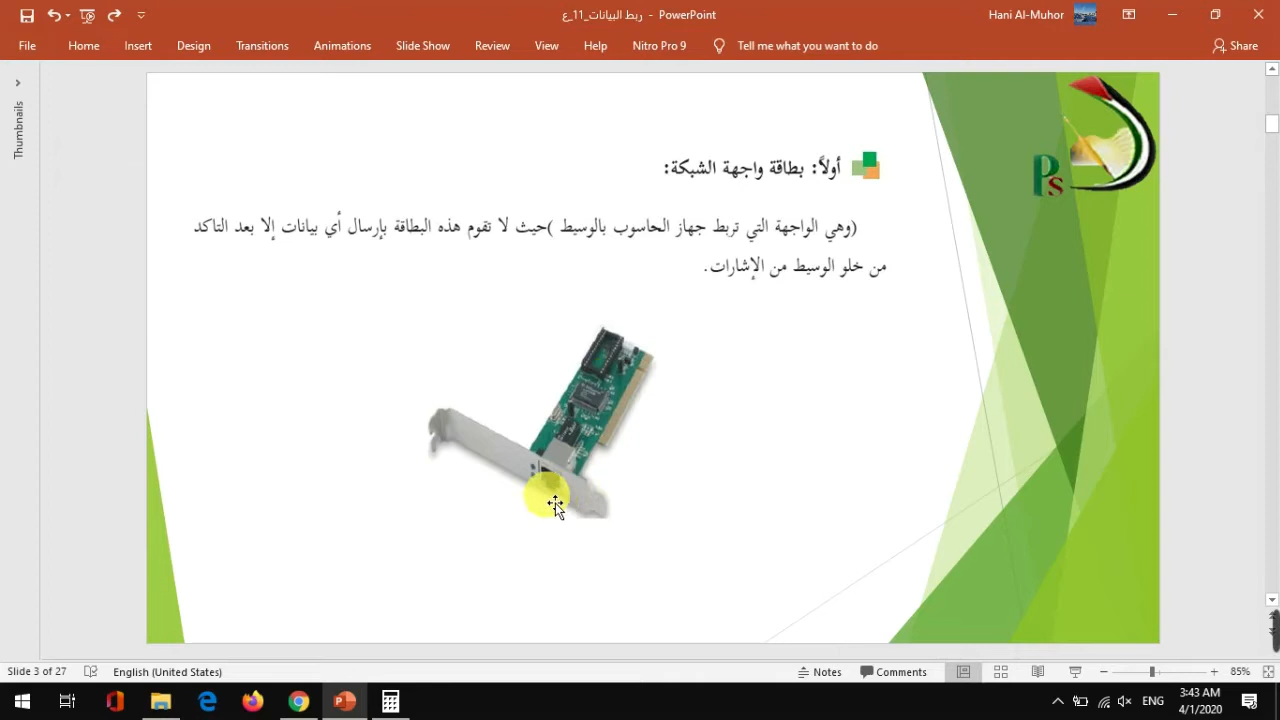 ربط البيانات_11_ع - PowerPoint
Hani Al-Muhor
File Home Insert Design Transitions Animations Slide Show Review View Help Nitro Pro 9 Tell me what you want to do Share
Thumbnails
Ps
أولاً: بطاقة واجهة الشبكة:
(وهي الواجهة التي تربط جهاز الحاسوب بالوسيط )حيث لا تقوم هذه البطاقة بإرسال أي بيانات إلا بعد التاكد
من خلو الوسيط من الإشارات.
Slide 3 of 27 English (United States) Notes Comments 85%
ENG 3:43 AM
4/1/2020